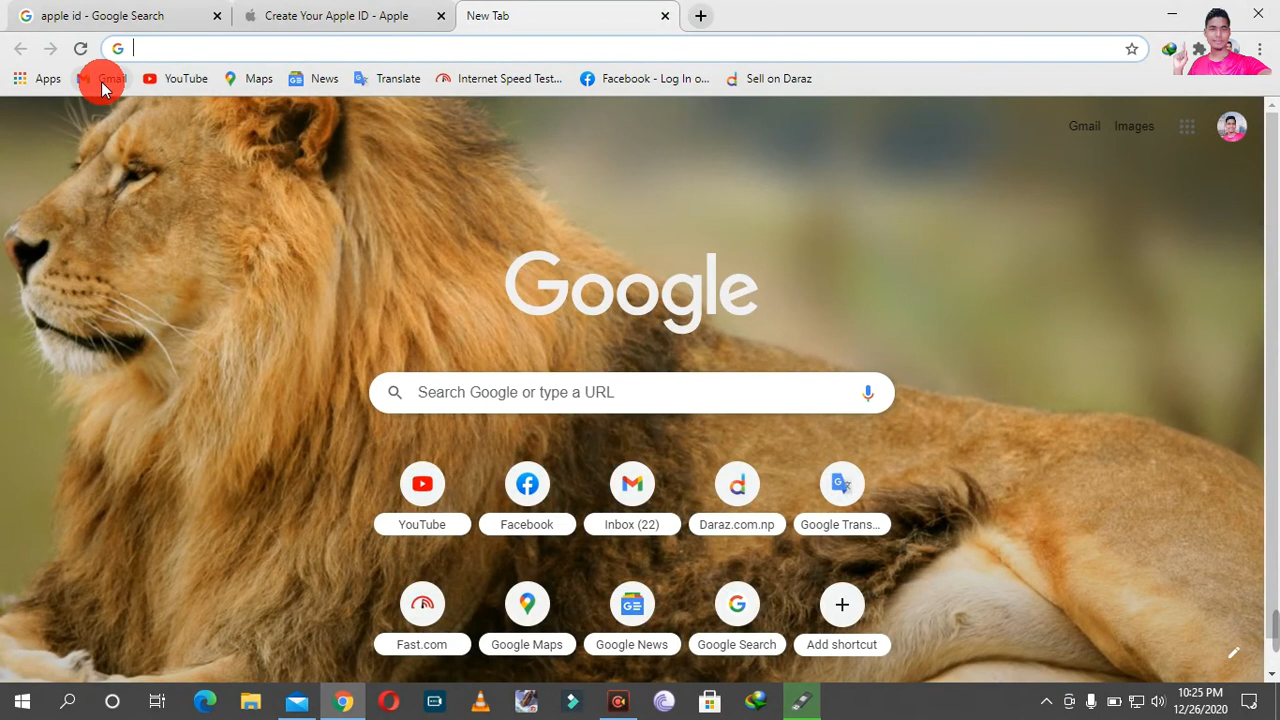 apple id - Google Search
Create Your Apple ID - Apple
New Tab
Apps
Gmail
YouTube
Maps
News
Translate
Internet Speed Test...
Facebook - Log In o...
Sell on Daraz
Gmail
Images
Google
Search Google or type a URL
YouTube
Facebook
Inbox (22)
Daraz.com.np
Google Trans...
Fast.com
Google Maps
Google News
Google Search
Add shortcut
10:25 PM
12/26/2020